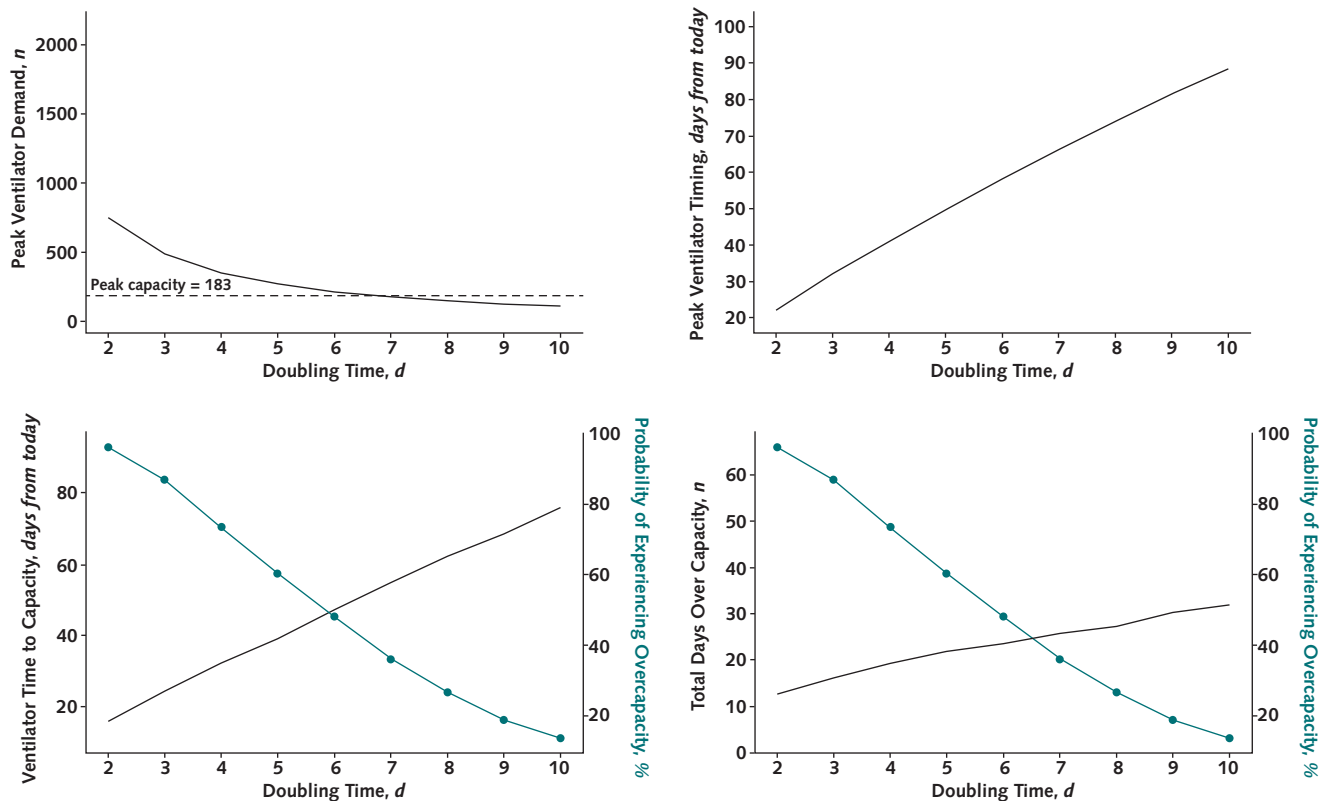 Peak Ventilator Demand, n
2000
1500
1000
500
0
Peak capacity = 183
2 3 4 5 6 7 8 9 10
Doubling Time, d
Peak Ventilator Timing, days from today
100
90
80
70
60
50
40
30
20
2 3 4 5 6 7 8 9 10
Doubling Time, d
Ventilator Time to Capacity, days from today
80
60
40
20
2 3 4 5 6 7 8 9 10
Doubling Time, d
100
80
60
40
20
Probability of Experiencing Overcapacity, %
Total Days Over Capacity, n
60
50
40
30
20
10
0
2 3 4 5 6 7 8 9 10
Doubling Time, d
100
80
60
40
20
Probability of Experiencing Overcapacity, %